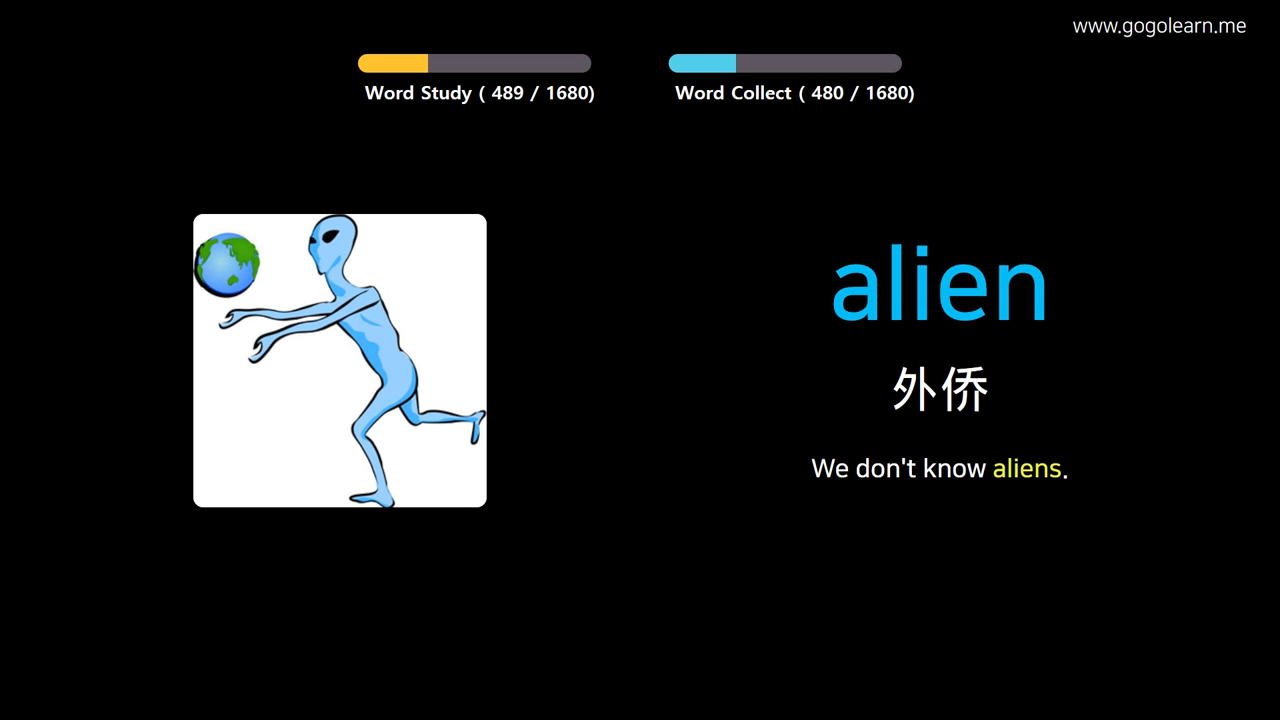 www.gogolearn.me
Word Study ( 489 / 1680)
Word Collect ( 480 / 1680)
alien
外侨
We don't know aliens.